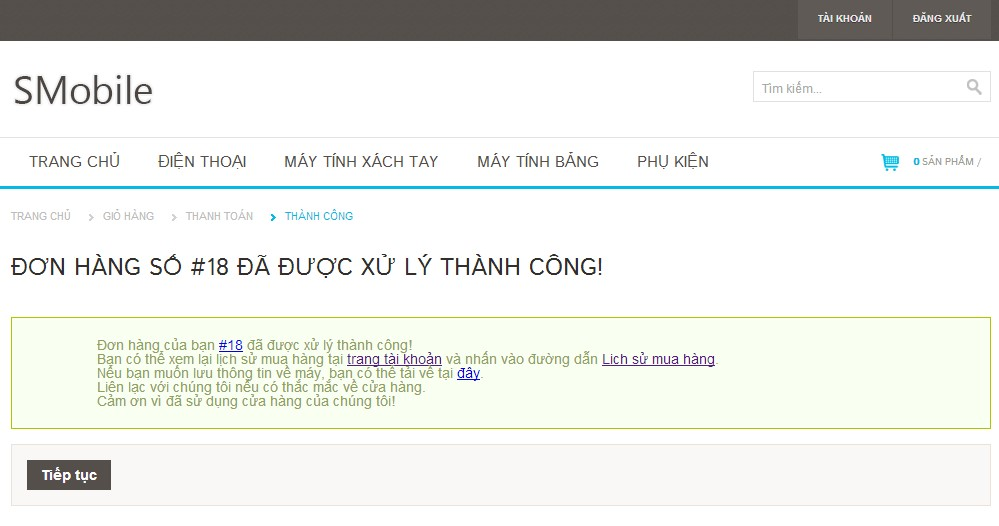 TÀI KHOẢN ĐĂNG XUẤT
SMobile
Tìm kiếm...
TRANG CHỦ ĐIỆN THOẠI MÁY TÍNH XÁCH TAY MÁY TÍNH BẢNG PHỤ KIỆN 0 SẢN PHẨM /
TRANG CHỦ GIỎ HÀNG THANH TOÁN THÀNH CÔNG
ĐƠN HÀNG SỐ #18 ĐÃ ĐƯỢC XỬ LÝ THÀNH CÔNG!
Đơn hàng của bạn #18 đã được xử lý thành công!
Bạn có thể xem lại lịch sử mua hàng tại trang tài khoản và nhấn vào đường dẫn Lịch sử mua hàng.
Nếu bạn muốn lưu thông tin về máy, bạn có thể tải về tại đây.
Liên lạc với chúng tôi nếu có thắc mắc về cửa hàng.
Cảm ơn vì đã sử dụng cửa hàng của chúng tôi!
Tiếp tục